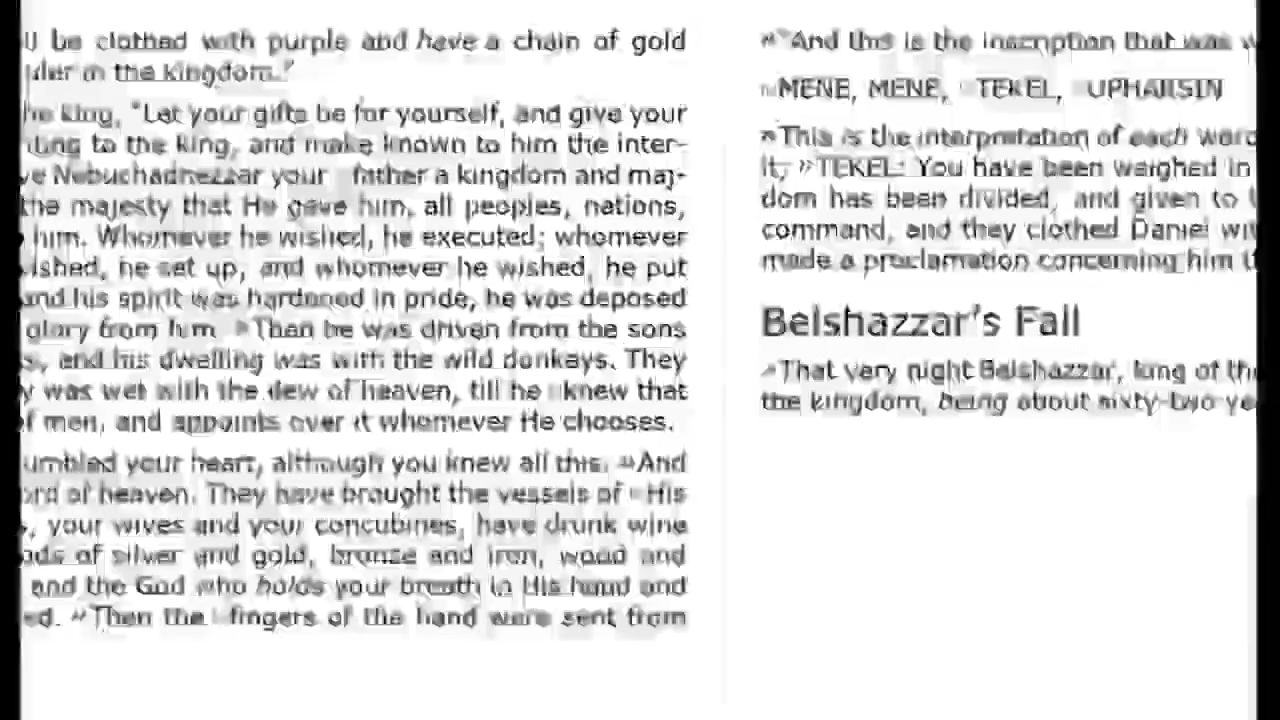 be clothed with purple and have a chain of gold
in the kingdom."
king, "Let your gifts be for yourself, and give your
to the king, and make known to him the inter-
Nebuchadnezzar your father a kingdom and maj-
the majesty that He gave him, all peoples, nations,
him. Whomever he wished, he executed; whomever
he set up, and whomever he wished, he put
and his spirit was hardened in pride, he was deposed
glory from him. Then he was driven from the sons
and his dwelling was with the wild donkeys. They
was wet with the dew of heaven, till he knew that
men, and appoints over it whomever He chooses.
your heart, although you knew all this. And
of heaven. They have brought the vessels of His
your wives and your concubines, have drunk wine
of silver and gold, bronze and iron, wood and
and the God who holds your breath in His hand and
Then the fingers of the hand were sent from
"And this is the inscription that was
MENE, MENE, TEKEL, UPHARSIN
This is the interpretation of each word
it; TEKEL: You have been weighed in
dom has been divided, and given to
command, and they clothed Daniel
made a proclamation concerning him
Belshazzar's Fall
That very night Belshazzar, king of the
the kingdom, being about sixty-two